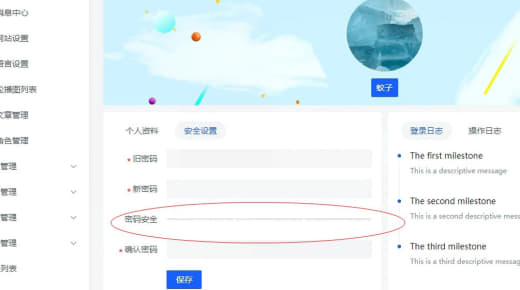 消息中心
网站设置
语言设置
轮播图列表
文章管理
角色管理
管理
管理
管理
管理
列表
蚊子
个人资料
安全设置
*旧密码
*新密码
密码安全
*确认密码
保存
登录日志
操作日志
The first milestone
This is a descriptive message
The second milestone
This is a second descriptive mess
The third milestone
This is a third descriptive message